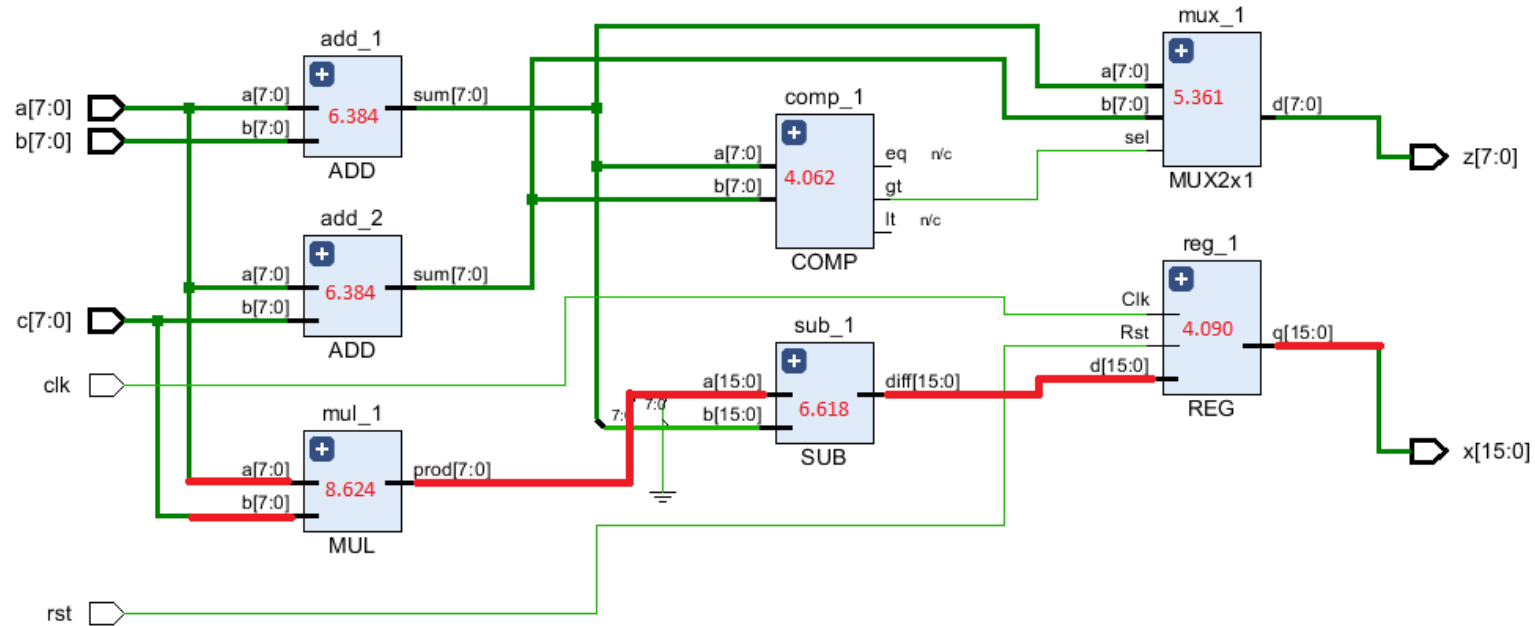 add_1
a[7:0]
b[7:0]
a[7:0]
b[7:0]
6.384
sum[7:0]
ADD
add_2
a[7:0]
b[7:0]
6.384
sum[7:0]
ADD
c[7:0]
clk
mul_1
a[7:0]
b[7:0]
8.624
prod[7:0]
MUL
rst
comp_1
a[7:0]
b[7:0]
4.062
eq n/c
gt
lt n/c
COMP
sub_1
a[15:0]
7:0
b[15:0]
6.618
diff[15:0]
SUB
mux_1
a[7:0]
b[7:0]
sel
5.361
d[7:0]
MUX2x1
z[7:0]
reg_1
Clk
Rst
d[15:0]
4.090
q[15:0]
REG
x[15:0]